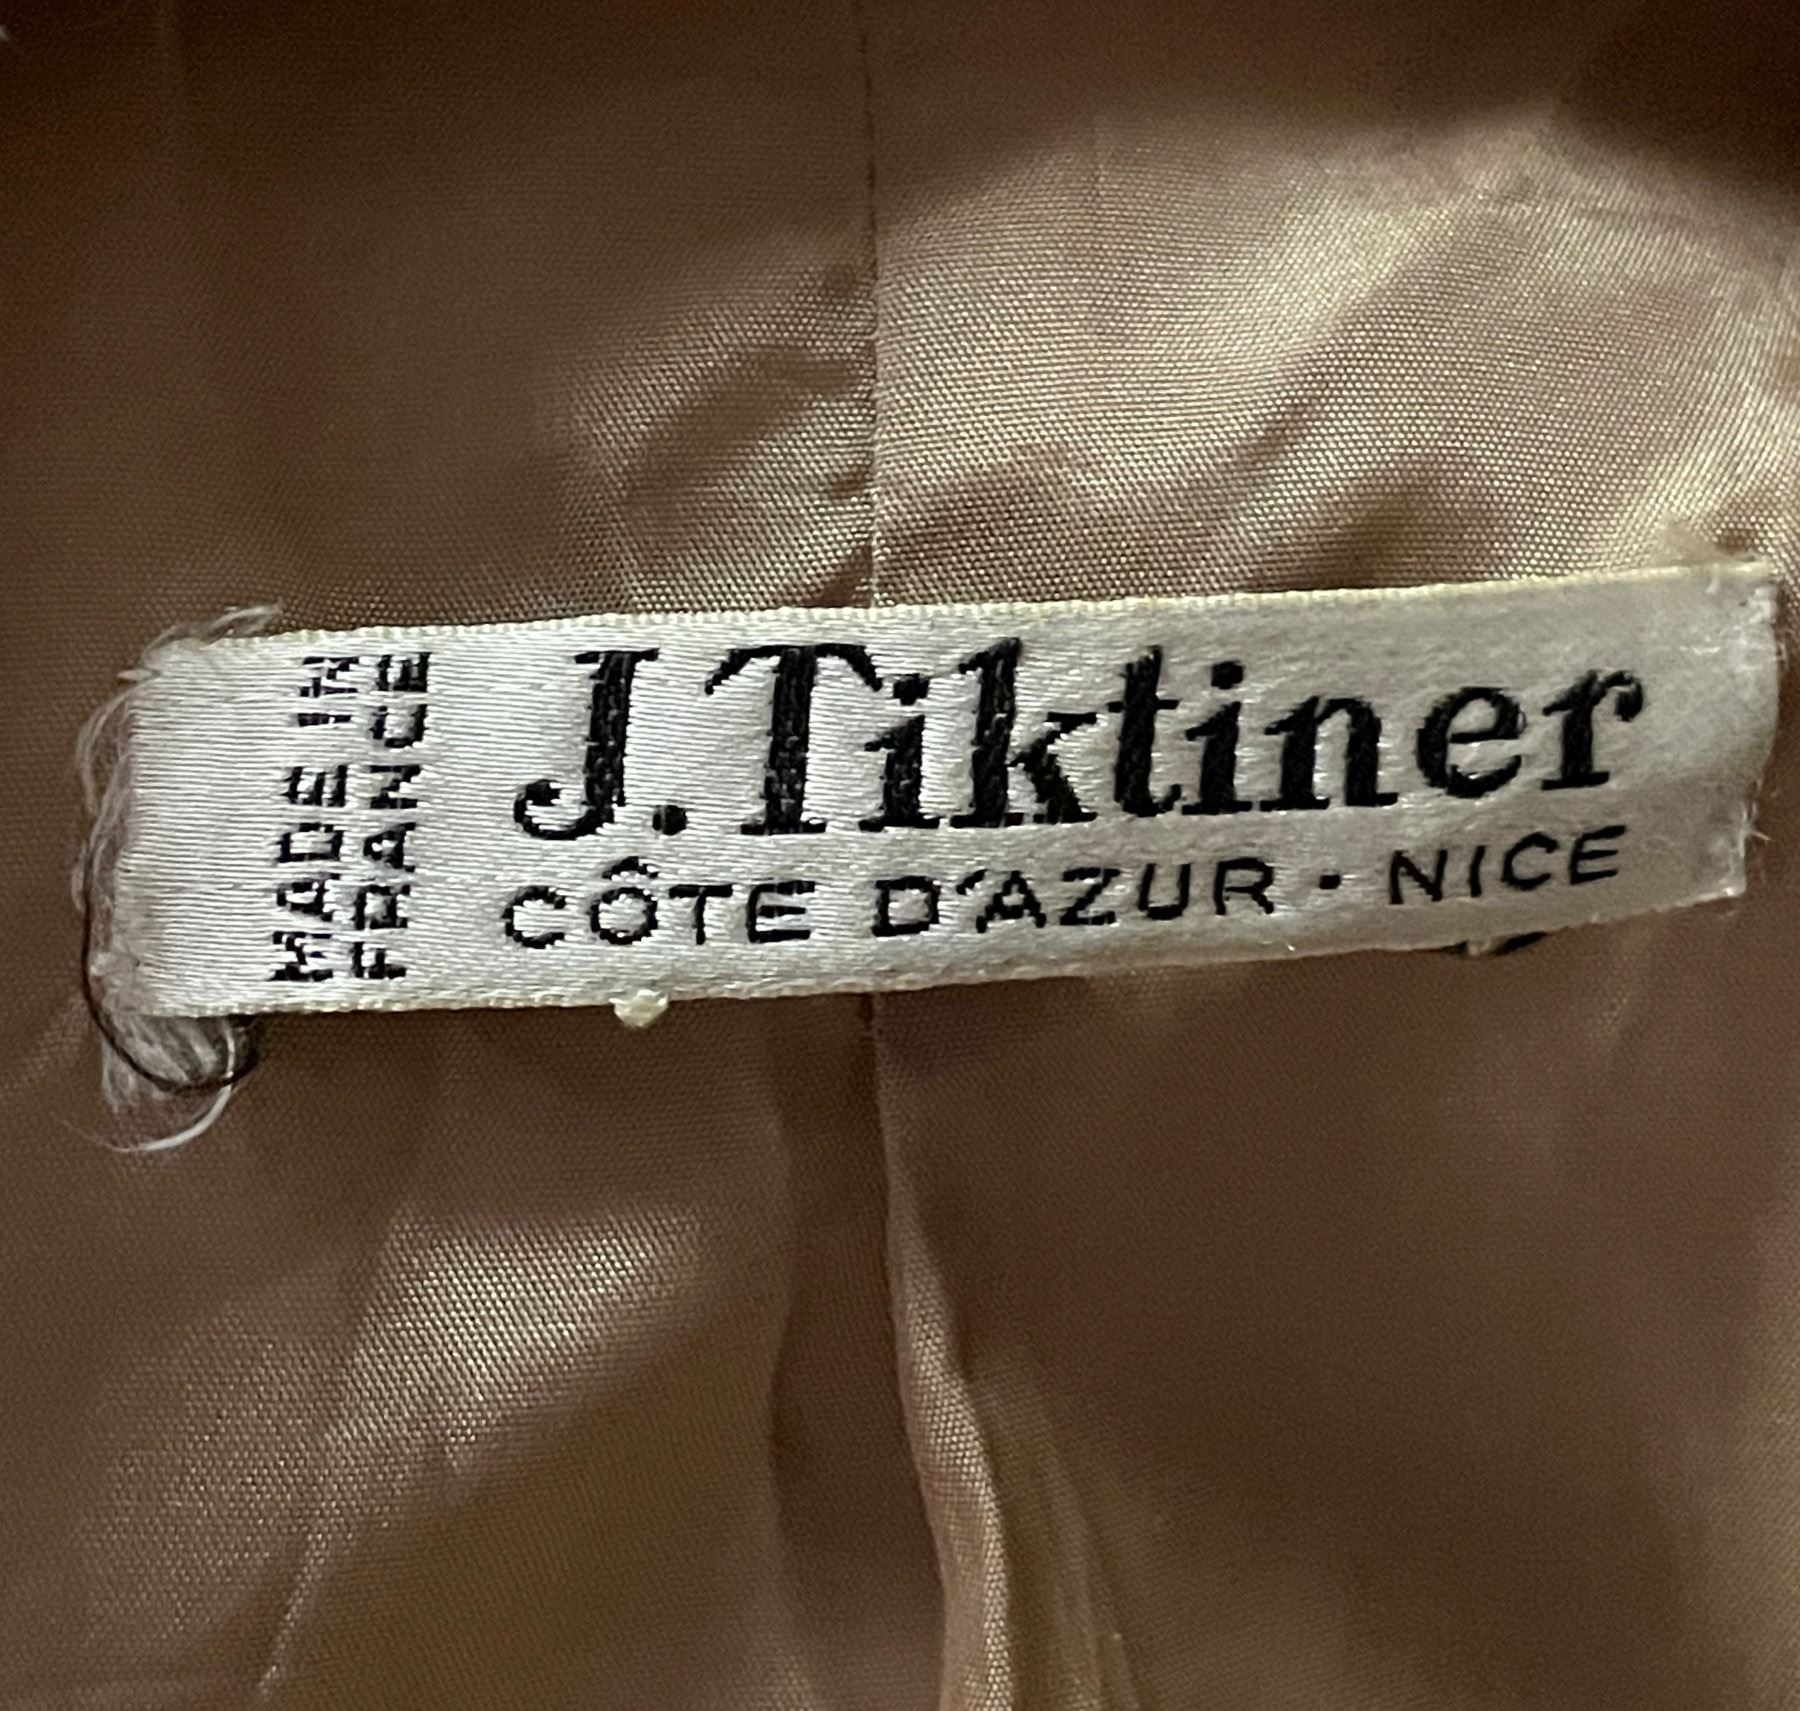 MADE IN
FRANCE
J. Tiktiner
CÔTE D'AZUR · NICE